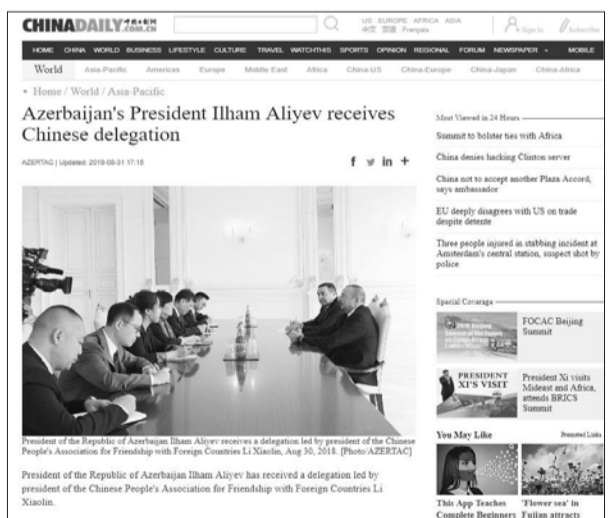 CHINADAILY
.COM.CN
US EUROPE AFRICA ASIA
中文 Français
Sign in
Subscribe
HOME CHINA WORLD BUSINESS LIFESTYLE CULTURE TRAVEL WATCHTHIS SPORTS OPINION REGIONAL FORUM NEWSPAPER MOBILE
World Asia-Pacific Americas Europe Middle East Africa China-US China-Europe China-Japan China-Africa
Home / World / Asia-Pacific
Azerbaijan's President Ilham Aliyev receives
Chinese delegation
AZERTAC | Updated: 2018-08-31 17:15
President of the Republic of Azerbaijan Ilham Aliyev receives a delegation led by president of the Chinese
People's Association for Friendship with Foreign Countries Li Xiaolin, Aug 30, 2018. [Photo/AZERTAC]
President of the Republic of Azerbaijan Ilham Aliyev has received a delegation led by
president of the Chinese People's Association for Friendship with Foreign Countries Li
Xiaolin.
Most Viewed in 24 Hours
Summit to bolster ties with Africa
China denies hacking Clinton server
China not to accept another Plaza Accord,
says ambassador
EU deeply disagrees with US on trade
despite detente
Three people injured in stabbing incident at
Amsterdam's central station, suspect shot by
police
Special Coverage
FOCAC Beijing
Summit
PRESIDENT
XI'S VISIT
President Xi visits
Mideast and Africa,
attends BRICS
Summit
You May Like
Promoted Links
This App Teaches
Complete Beginners
'Flower sea' in
Fujian attracts